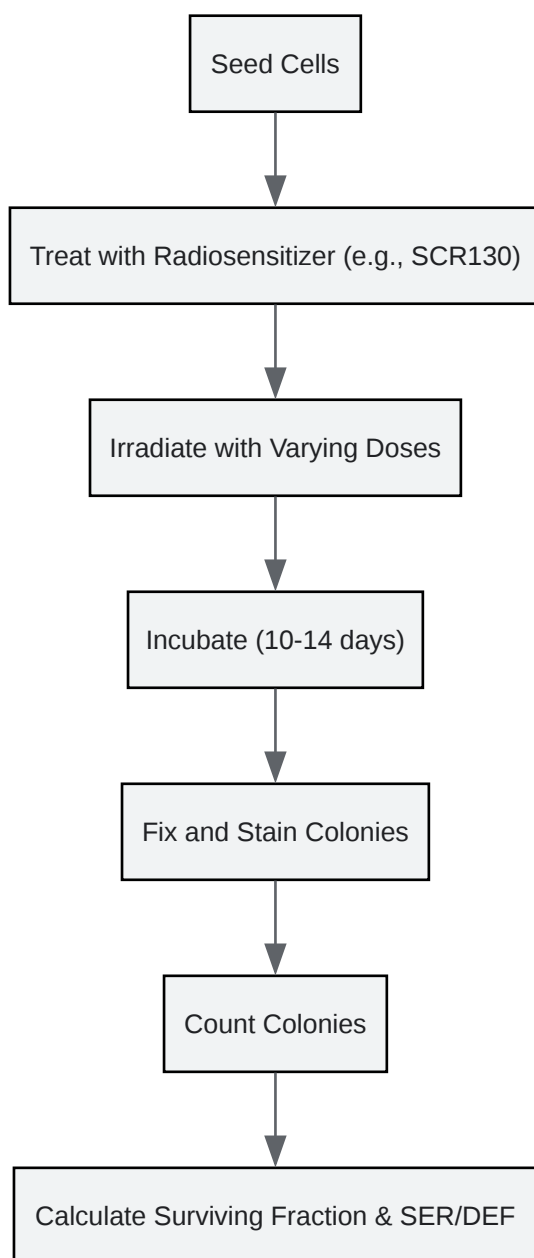 Seed Cells
Treat with Radiosensitizer (e.g., SCR130)
Irradiate with Varying Doses
Incubate (10-14 days)
Fix and Stain Colonies
Count Colonies
Calculate Surviving Fraction & SER/DEF